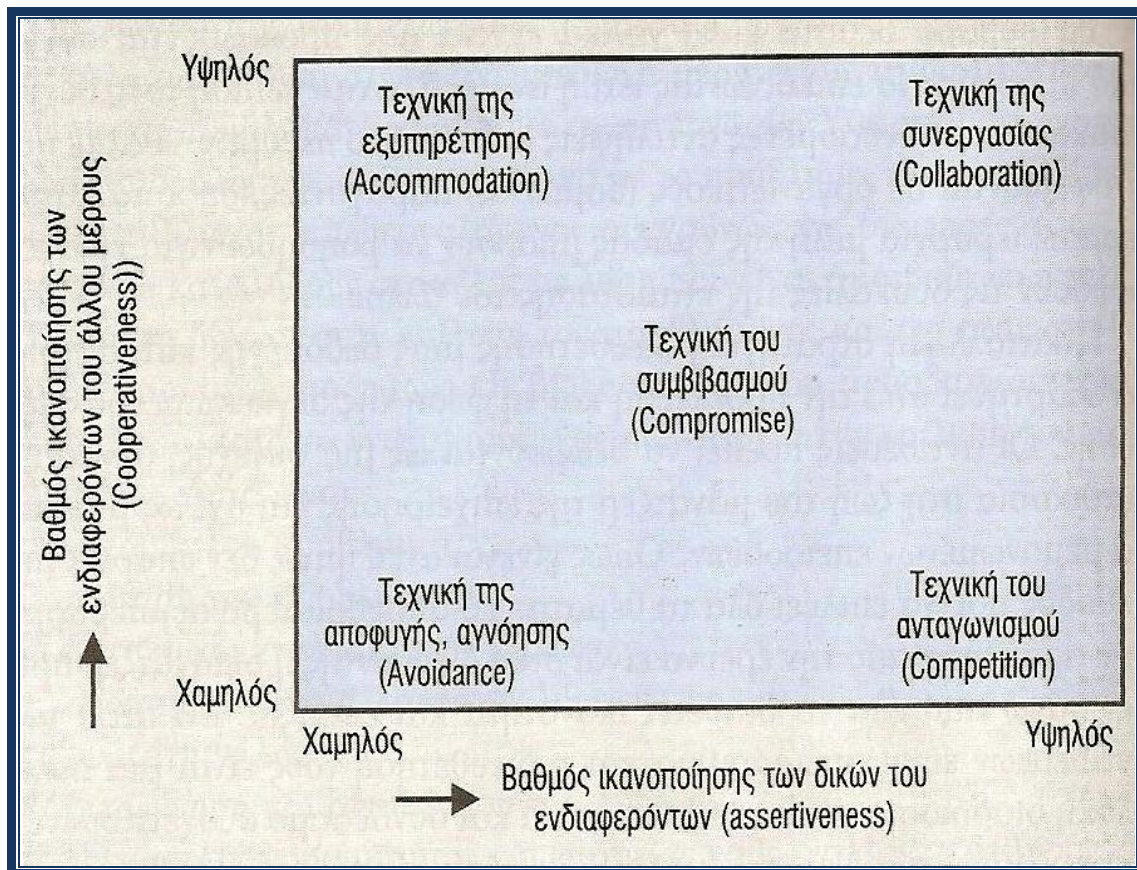 Υψηλός
Τεχνική της
εξυπηρέτησης
(Accommodation)
Τεχνική της
συνεργασίας
(Collaboration)
Βαθμός ικανοποίησης των
ενδιαφερόντων του άλλου μέρους
(Cooperativeness))
Τεχνική του
συμβιβασμού
(Compromise)
Τεχνική της
αποφυγής, αγνόησης
(Avoidance)
Τεχνική του
ανταγωνισμού
(Competition)
Χαμηλός
Χαμηλός
Υψηλός
Βαθμός ικανοποίησης των δικών του
ενδιαφερόντων (assertiveness)